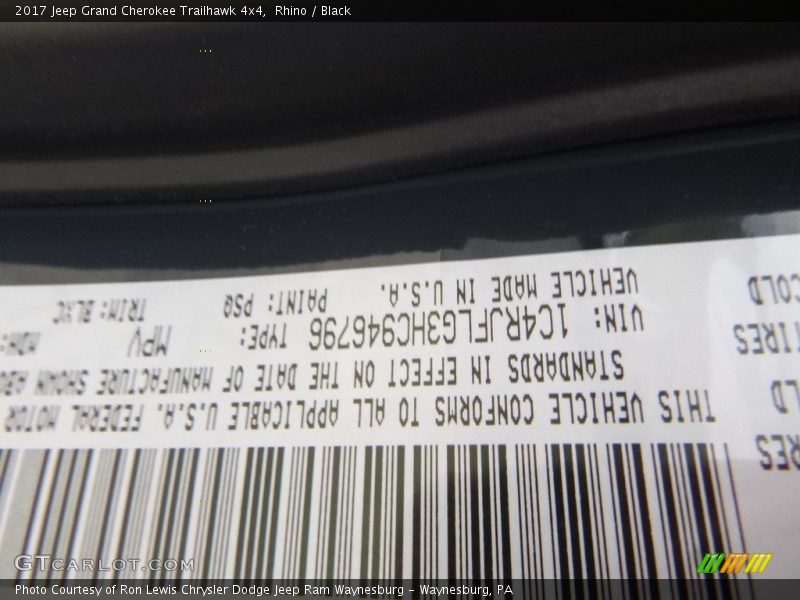 2017 Jeep Grand Cherokee Trailhawk 4x4, Rhino / Black
THIS VEHICLE CONFORMS TO ALL APPLICABLE U.S.A. FEDERAL MOTOR
STANDARDS IN EFFECT ON THE DATE OF MANUFACTURE SHOWN ABO
VIN: 1C4RJFLG3HC946796 TYPE: MPV MDH:
VEHICLE MADE IN U.S.A. PAINT: PSQ TRIM: BLXC
RES
LD
TIRES
COLD
GTCARLOT.COM
Photo Courtesy of Ron Lewis Chrysler Dodge Jeep Ram Waynesburg – Waynesburg, PA